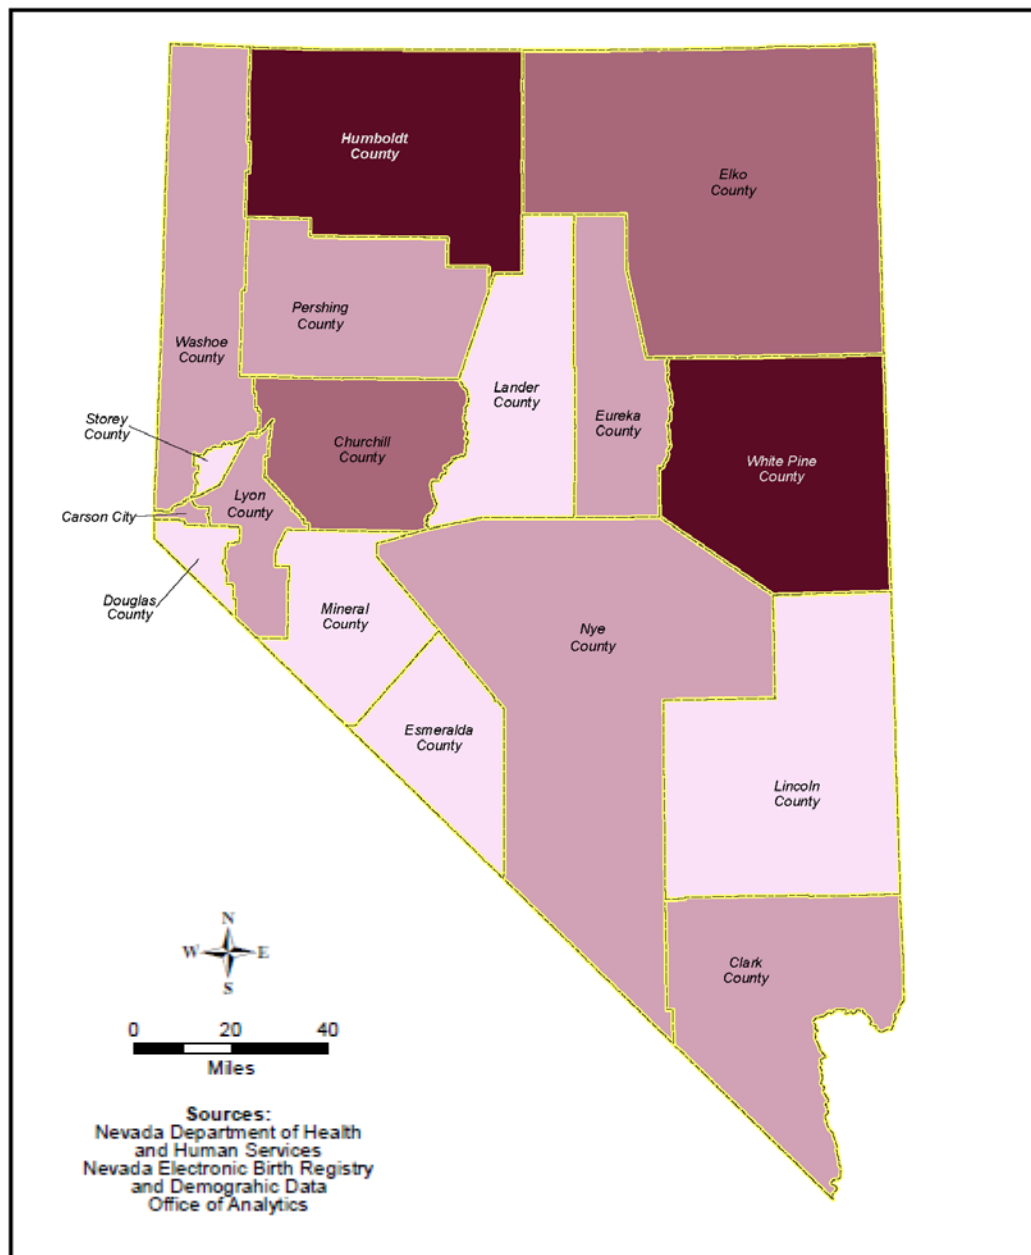 Humboldt
County
Elko
County
Pershing
County
Washoe
County
Lander
County
Eureka
County
Storey
County
Churchill
County
White Pine
County
Lyon
County
Carson City
Douglas
County
Mineral
County
Nye
County
Esmeralda
County
Lincoln
County
Clark
County
N
W E
S
0 20 40
Miles
Sources:
Nevada Department of Health
and Human Services
Nevada Electronic Birth Registry
and Demograhic Data
Office of Analytics